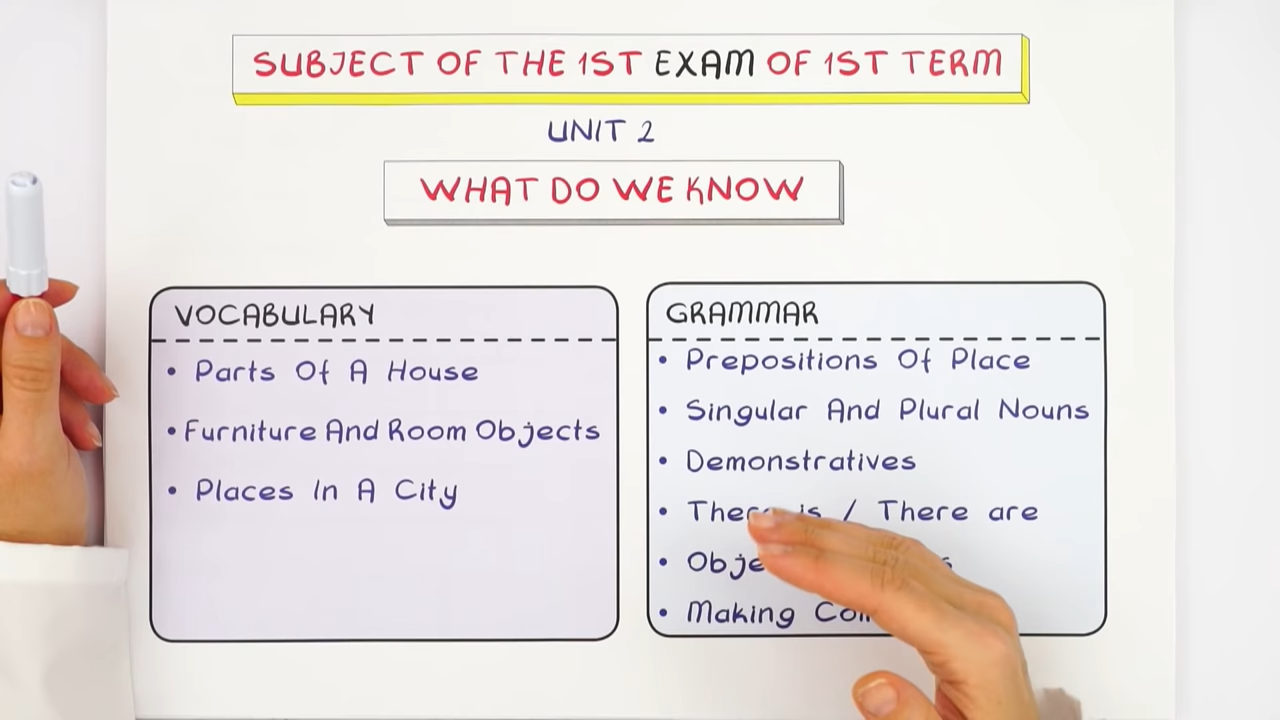 SUBJECT OF THE 1ST EXAM OF 1ST TERM
UNIT 2
WHAT DO WE KNOW
VOCABULARY
• Parts Of A House
• Furniture And Room Objects
• Places In A City
GRAMMAR
• Prepositions Of Place
• Singular And Plural Nouns
• Demonstratives
• There is / There are
• Making